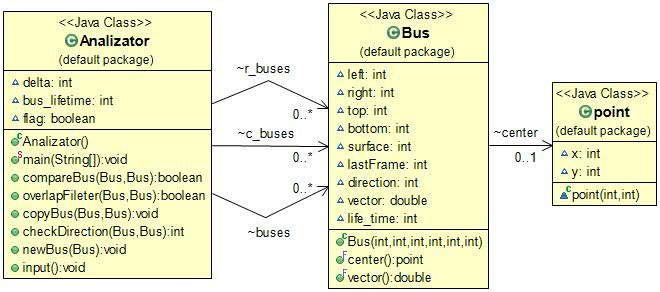 <<Java Class>>
Analizator
(default package)
delta: int
bus_lifetime: int
flag: boolean
Analizator()
main(String[]):void
compareBus(Bus,Bus):boolean
overlapFileter(Bus,Bus):boolean
copyBus(Bus,Bus):void
checkDirection(Bus,Bus):int
newBus(Bus):void
input():void
~r_buses
0..*
~c_buses
0..*
0..*
~buses
<<Java Class>>
Bus
(default package)
left: int
right: int
top: int
bottom: int
surface: int
lastFrame: int
direction: int
vector: double
life_time: int
Bus(int,int,int,int,int,int)
center():point
vector():double
~center
0..1
<<Java Class>>
point
(default package)
x: int
y: int
point(int,int)